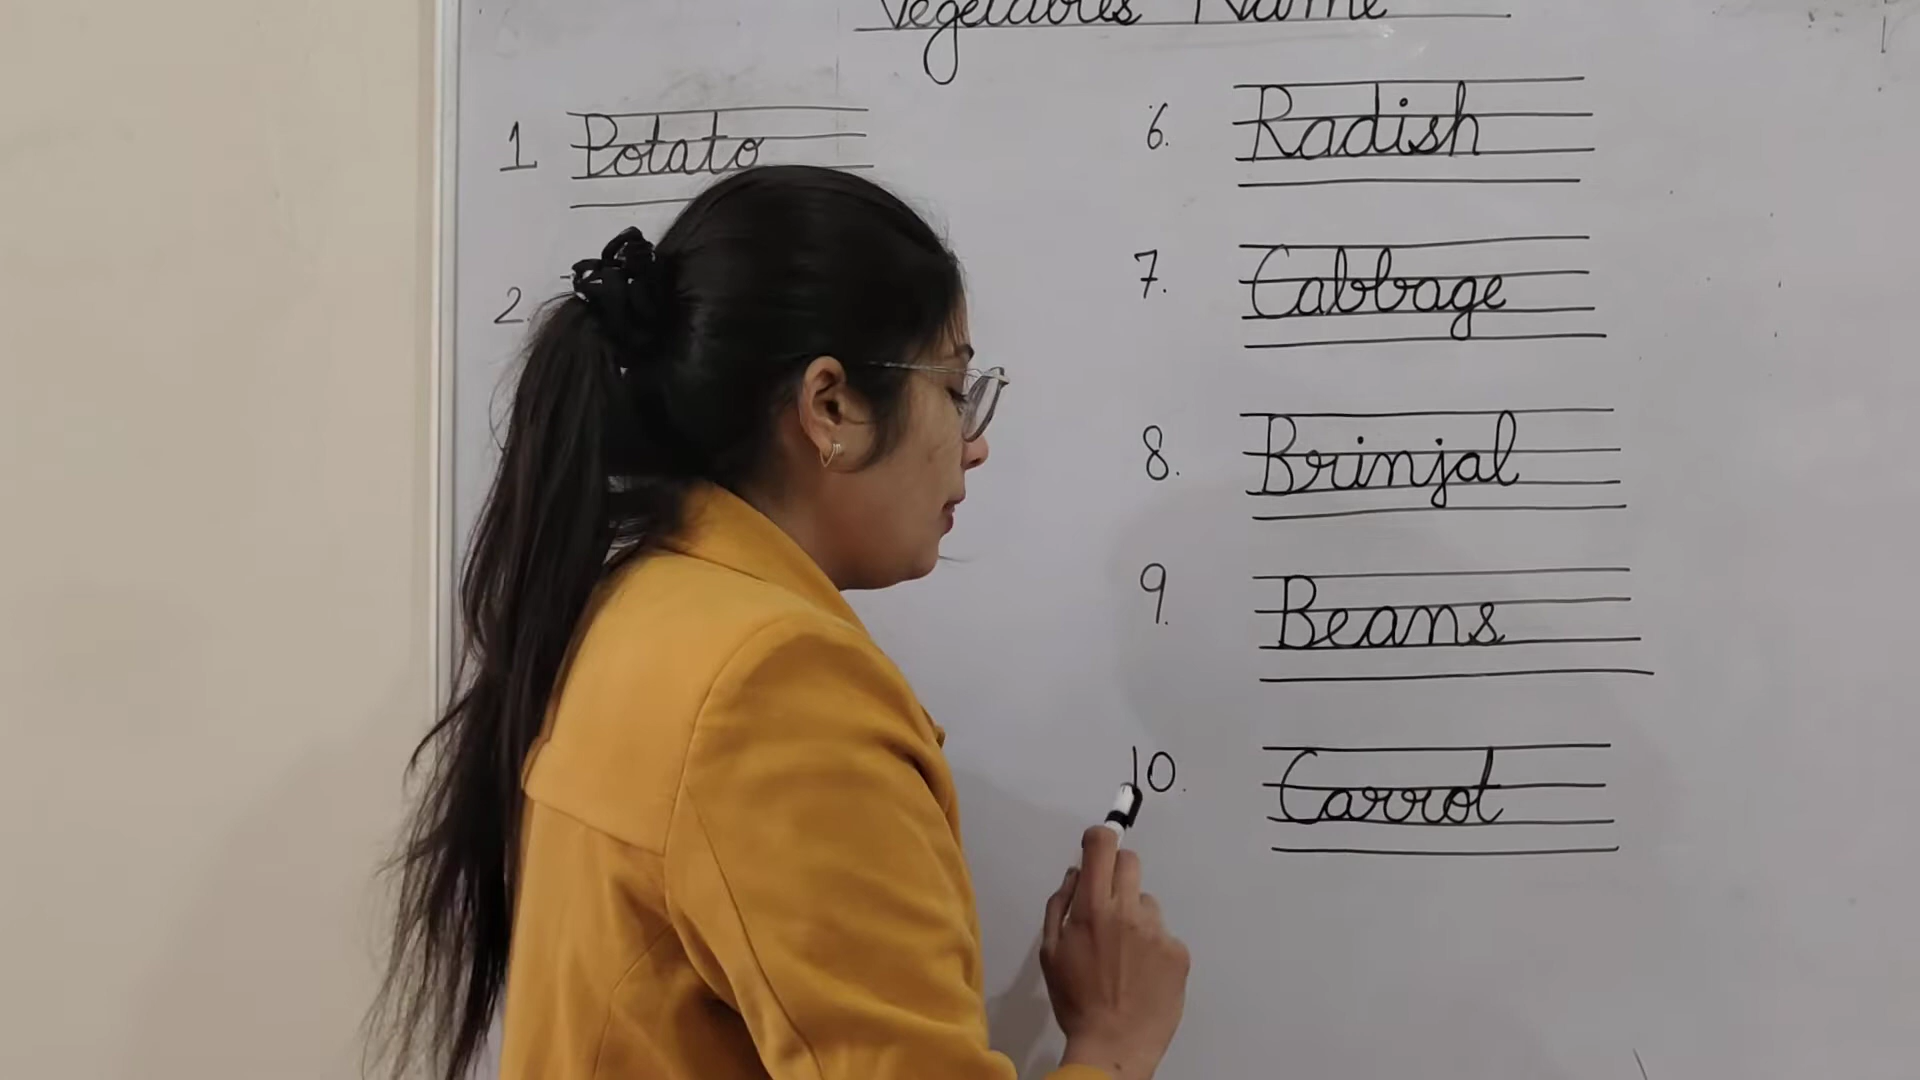 Vegetables Name
1 Potato
2.
6. Radish
7. Cabbage
8. Brinjal
9. Beans
10. Carrot